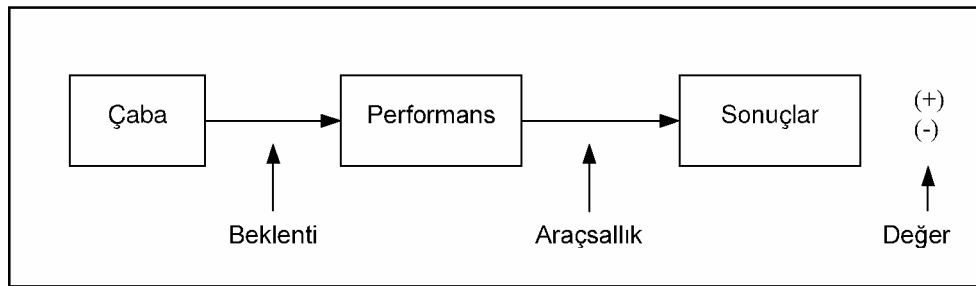 Çaba
Performans
Sonuçlar
(+)
(-)
Beklenti
Araçsallık
Değer